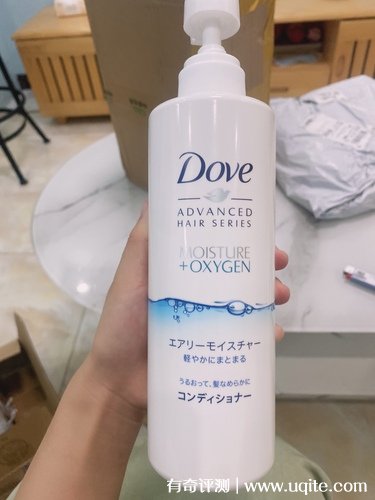 Dove
ADVANCED
HAIR SERIES
MOISTURE
+OXYGEN
エアリーモイスチャー
軽やかにまとまる
うるおって、髪なめらかに
コンディショナー
有奇评测 | www.uqite.com